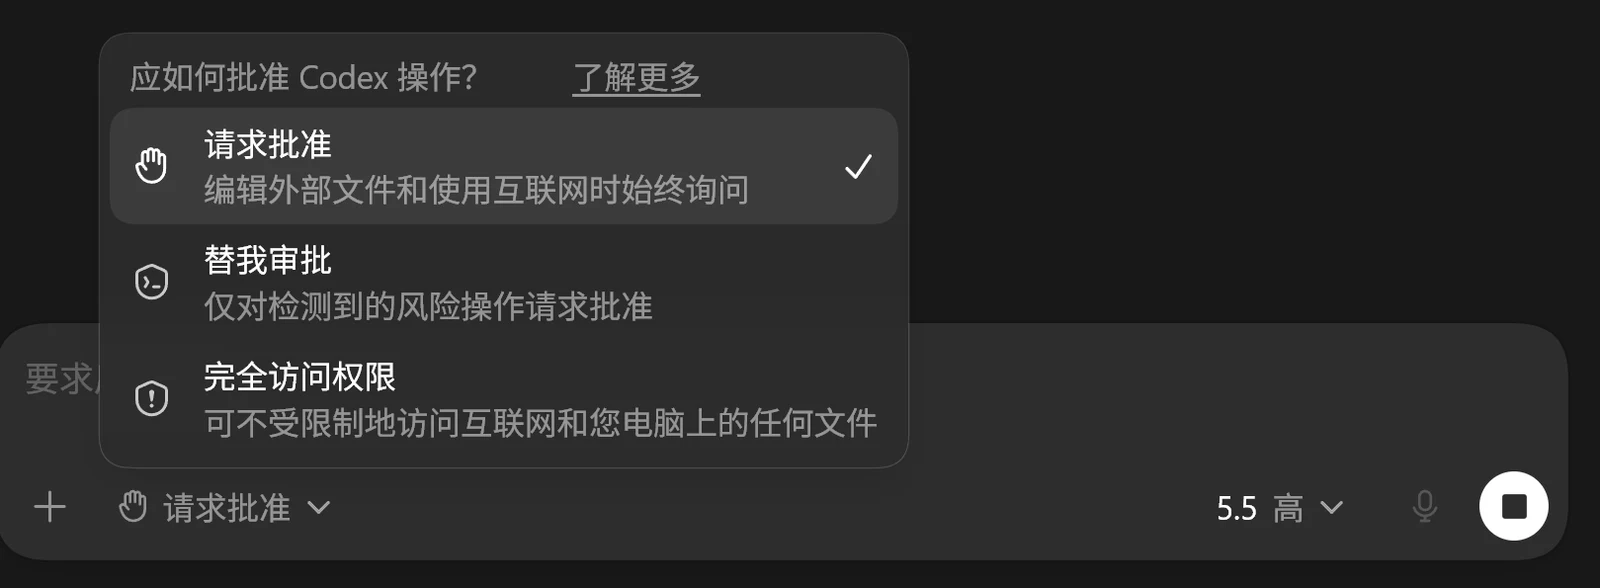 应如何批准 Codex 操作？ 了解更多
请求批准
编辑外部文件和使用互联网时始终询问
替我审批
仅对检测到的风险操作请求批准
完全访问权限
可不受限制地访问互联网和您电脑上的任何文件
要求
请求批准 5.5 高